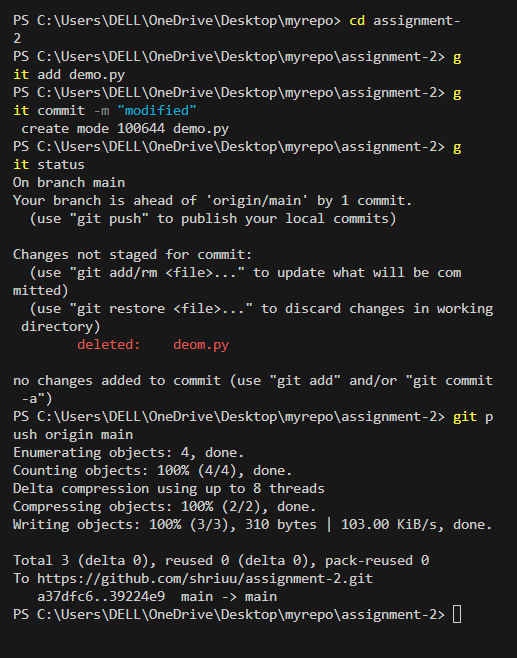 PS C:\Users\DELL\OneDrive\Desktop\myrepo> cd assignment-
2
PS C:\Users\DELL\OneDrive\Desktop\myrepo\assignment-2> g
it add demo.py
PS C:\Users\DELL\OneDrive\Desktop\myrepo\assignment-2> g
it commit -m "modified"
 create mode 100644 demo.py
PS C:\Users\DELL\OneDrive\Desktop\myrepo\assignment-2> g
it status
On branch main
Your branch is ahead of 'origin/main' by 1 commit.
  (use "git push" to publish your local commits)

Changes not staged for commit:
  (use "git add/rm <file>..." to update what will be com
mitted)
  (use "git restore <file>..." to discard changes in working
 directory)
        deleted:    deom.py

no changes added to commit (use "git add" and/or "git commit
 -a")
PS C:\Users\DELL\OneDrive\Desktop\myrepo\assignment-2> git p
ush origin main
Enumerating objects: 4, done.
Counting objects: 100% (4/4), done.
Delta compression using up to 8 threads
Compressing objects: 100% (2/2), done.
Writing objects: 100% (3/3), 310 bytes | 103.00 KiB/s, done.

Total 3 (delta 0), reused 0 (delta 0), pack-reused 0
To https://github.com/shriuu/assignment-2.git
   a37dfc6..39224e9  main -> main
PS C:\Users\DELL\OneDrive\Desktop\myrepo\assignment-2>